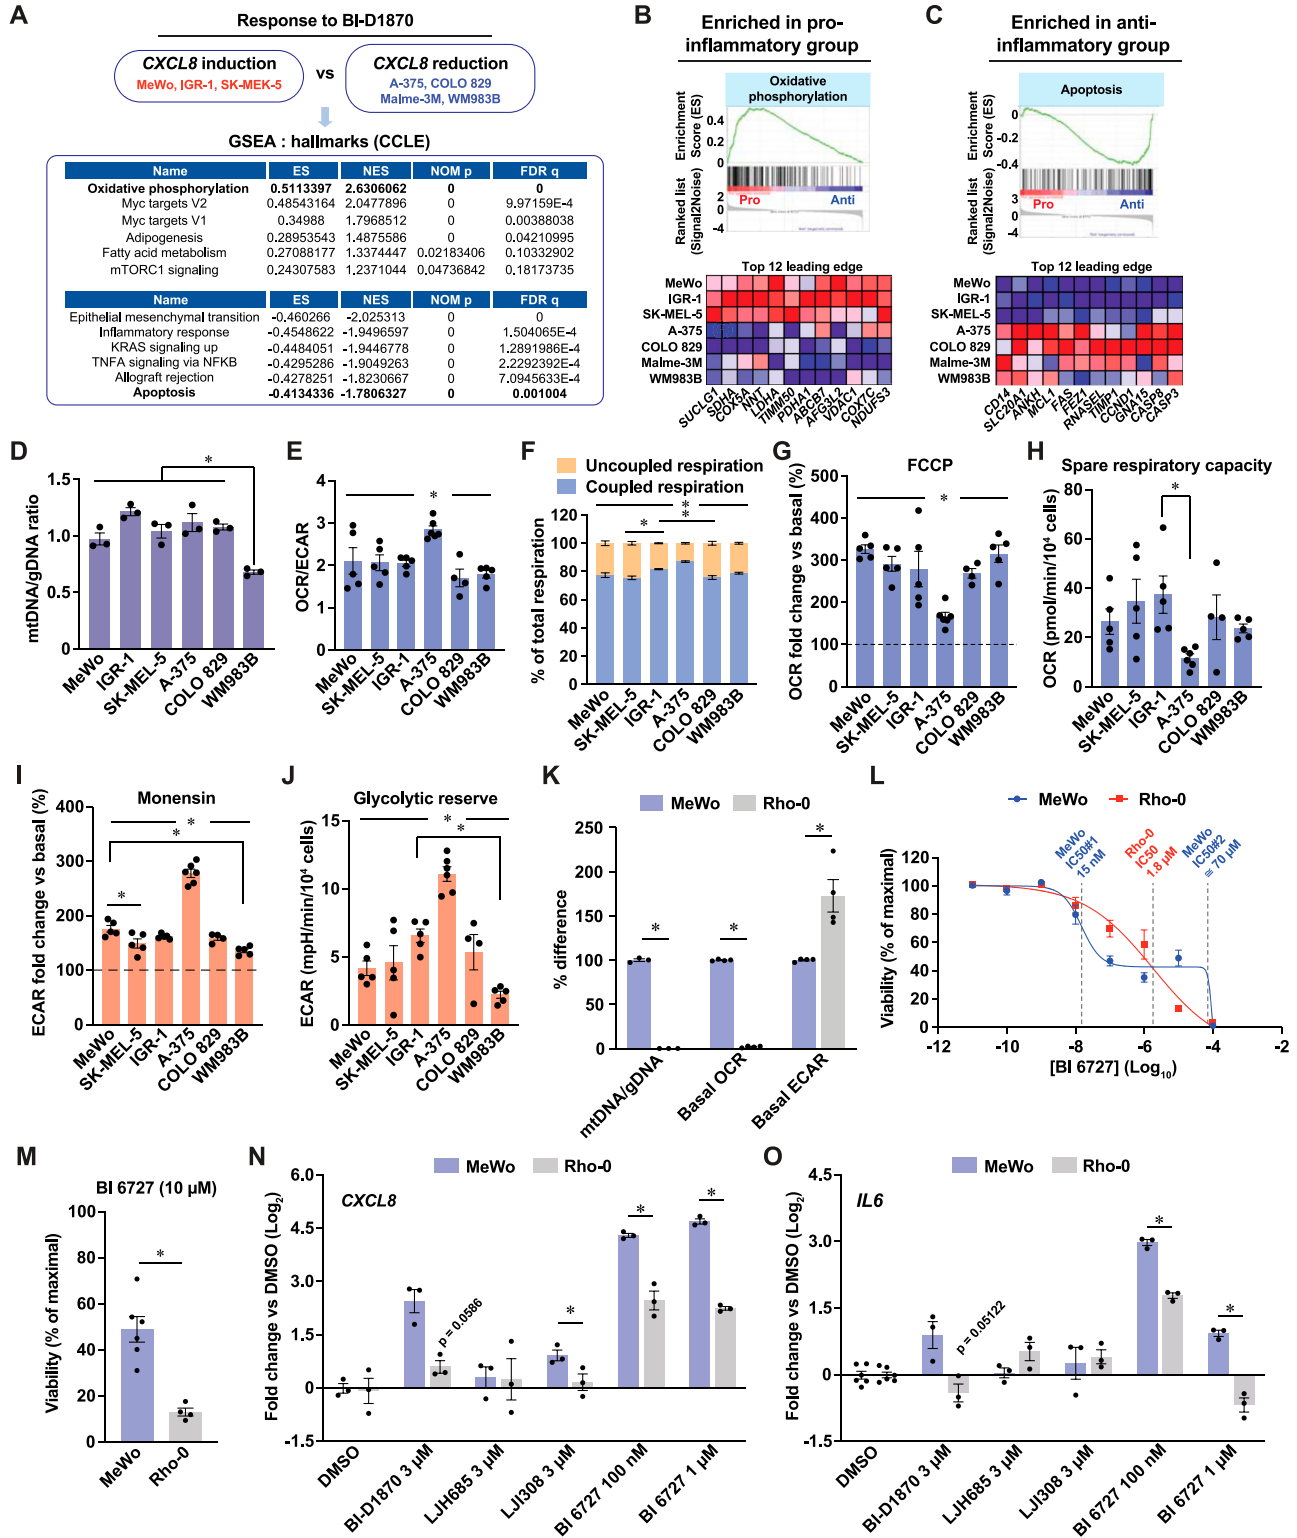 A
Response to BI-D1870
CXCL8 induction
MeWo, IGR-1, SK-MEK-5
vs
CXCL8 reduction
A-375, COLO 829
Malme-3M, WM983B
GSEA : hallmarks (CCLE)
Name ES NES NOM p FDR q
Oxidative phosphorylation 0.5113397 2.6306062 0 0
Myc targets V2 0.48543164 2.0477896 0 9.97159E-4
Myc targets V1 0.34988 1.7968512 0 0.00388038
Adipogenesis 0.28953543 1.4875586 0 0.04210995
Fatty acid metabolism 0.27088177 1.3374447 0.02183406 0.10332902
mTORC1 signaling 0.24307583 1.2371044 0.04736842 0.18173735
Name ES NES NOM p FDR q
Epithelial mesenchymal transition -0.460266 -2.025313 0 0
Inflammatory response -0.4548622 -1.9496597 0 1.504065E-4
KRAS signaling up -0.4484051 -1.9446778 0 1.2891986E-4
TNFA signaling via NFKB -0.4295286 -1.9049263 0 2.2292392E-4
Allograft rejection -0.4278251 -1.8230667 0 7.0945633E-4
Apoptosis -0.4134336 -1.7806327 0 0.001004
B
Enriched in pro-
inflammatory group
Oxidative
phosphorylation
Enrichment
Score (ES)
0.4
0
Pro Anti
Ranked list
(Signal2Noise)
0
-2
-4
Top 12 leading edge
MeWo
IGR-1
SK-MEL-5
A-375
COLO 829
Malme-3M
WM983B
SUCLG1
SDHA
COX5A
NNT
LDHA
TIMM50
PDHA1
ABCB7
AFG3L2
VDAC1
COX7C
NDUFS3
C
Enriched in anti-
inflammatory group
Apoptosis
Enrichment
Score (ES)
0
-0.4
Pro Anti
Ranked list
(Signal2Noise)
0
-2
-4
Top 12 leading edge
MeWo
IGR-1
SK-MEL-5
A-375
COLO 829
Malme-3M
WM983B
CD14
SLC20A1
ANKH
MCL1
FAS
FEZ1
RNASEL
TIMP1
CCND1
GNA15
CASP8
CASP3
D
mtDNA/gDNA ratio
1.5
1.0
0.5
0
*
MeWo
IGR-1
SK-MEL-5
A-375
COLO 829
WM983B
E
OCR/ECAR
4
3
2
1
0
*
MeWo
SK-MEL-5
IGR-1
A-375
COLO 829
WM983B
F
Uncoupled respiration
Coupled respiration
% of total respiration
120
100
80
60
40
20
0
*
* *
MeWo
SK-MEL-5
IGR-1
A-375
COLO 829
WM983B
G
FCCP
OCR fold change vs basal (%)
500
400
300
200
100
0
*
MeWo
SK-MEL-5
IGR-1
A-375
COLO 829
WM983B
H
Spare respiratory capacity
OCR (pmol/min/10⁴ cells)
80
60
40
20
0
*
MeWo
SK-MEL-5
IGR-1
A-375
COLO 829
WM983B
I
Monensin
ECAR fold change vs basal (%)
400
300
200
100
0
*
*
*
MeWo
SK-MEL-5
IGR-1
A-375
COLO 829
WM983B
J
Glycolytic reserve
ECAR (mpH/min/10⁴ cells)
15
10
5
0
*
*
MeWo
SK-MEL-5
IGR-1
A-375
COLO 829
WM983B
K
MeWo Rho-0
% difference
250
200
150
100
50
0
* * *
mtDNA/gDNA
Basal OCR
Basal ECAR
L
MeWo Rho-0
MeWo
IC50#1
15 nM
Rho-0
IC50
1.8 µM
MeWo
IC50#2
≅ 70 µM
Viability (% of maximal)
120
100
80
60
40
20
0
-12 -10 -8 -6 -4 -2
[BI 6727] (Log₁₀)
M
BI 6727 (10 µM)
Viability (% of maximal)
100
80
60
40
20
0
*
MeWo
Rho-0
N
MeWo Rho-0
CXCL8
Fold change vs DMSO (Log₂)
6.0
4.5
3.0
1.5
0
-1.5
p = 0.0586
* * *
DMSO
BI-D1870 3 µM
LJH685 3 µM
LJI308 3 µM
BI 6727 100 nM
BI 6727 1 µM
O
MeWo Rho-0
IL6
Fold change vs DMSO (Log₂)
4.5
3.0
1.5
0
-1.5
p = 0.05122
* *
DMSO
BI-D1870 3 µM
LJH685 3 µM
LJI308 3 µM
BI 6727 100 nM
BI 6727 1 µM